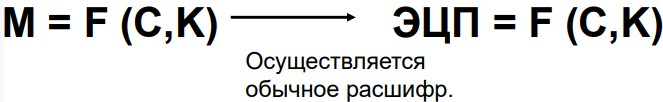 M = F (C,K) ЭЦП = F (C,K)
Осуществляется
обычное расшифр.